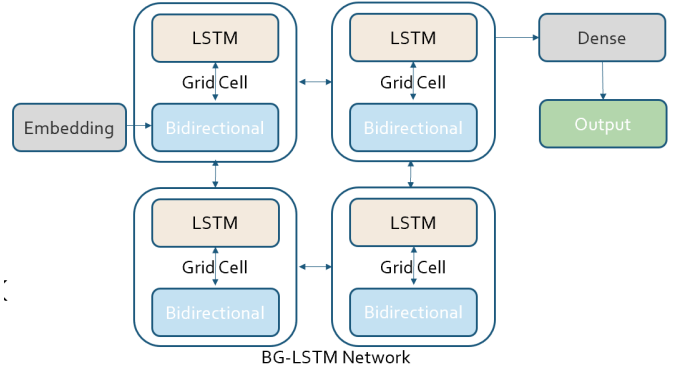 LSTM
Grid Cell
Bidirectional
LSTM
Grid Cell
Bidirectional
Dense
Embedding
Output
LSTM
Grid Cell
Bidirectional
LSTM
Grid Cell
Bidirectional
BG-LSTM Network